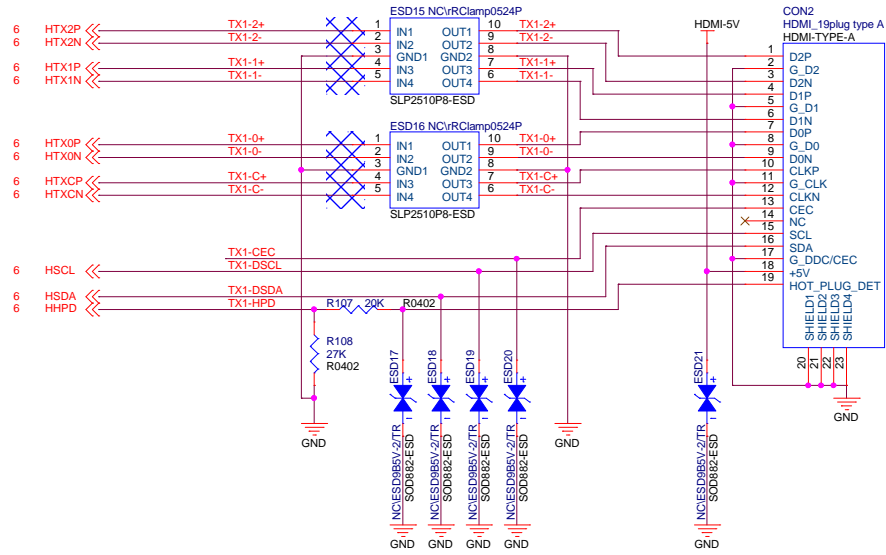 CON2
HDMI_19plug type A
HDMI-TYPE-A
HDMI-5V
ESD15 NC\rRClamp0524P
6 HTX2P TX1-2+ 1 IN1 OUT1 10 TX1-2+
6 HTX2N TX1-2- 2 IN2 OUT2 9 TX1-2-
3 GND1 GND2 8
6 HTX1P TX1-1+ 4 IN3 OUT3 7 TX1-1+
6 HTX1N TX1-1- 5 IN4 OUT4 6 TX1-1-
SLP2510P8-ESD
ESD16 NC\rRClamp0524P
6 HTX0P TX1-0+ 1 IN1 OUT1 10 TX1-0+
6 HTX0N TX1-0- 2 IN2 OUT2 9 TX1-0-
3 GND1 GND2 8
6 HTXCP TX1-C+ 4 IN3 OUT3 7 TX1-C+
6 HTXCN TX1-C- 5 IN4 OUT4 6 TX1-C-
SLP2510P8-ESD
1 D2P
2 G_D2
3 D2N
4 D1P
5 G_D1
6 D1N
7 D0P
8 G_D0
9 D0N
10 CLKP
11 G_CLK
12 CLKN
13 CEC
14 NC
15 SCL
16 SDA
17 G_DDC/CEC
18 +5V
19 HOT_PLUG_DET
SHIELD1
SHIELD2
SHIELD3
SHIELD4
20
21
22
23
GND
TX1-CEC
6 HSCL TX1-DSCL
6 HSDA TX1-DSDA
6 HHPD TX1-HPD
R107 20K R0402
R108
27K
R0402
GND
ESD17
+
-
NC\ESD9B5V-2/TR
SOD882-ESD
GND
ESD18
+
-
NC\ESD9B5V-2/TR
SOD882-ESD
GND
ESD19
+
-
NC\ESD9B5V-2/TR
SOD882-ESD
GND
ESD20
+
-
NC\ESD9B5V-2/TR
SOD882-ESD
GND
GND
ESD21
+
-
NC\ESD9B5V-2/TR
SOD882-ESD
GND